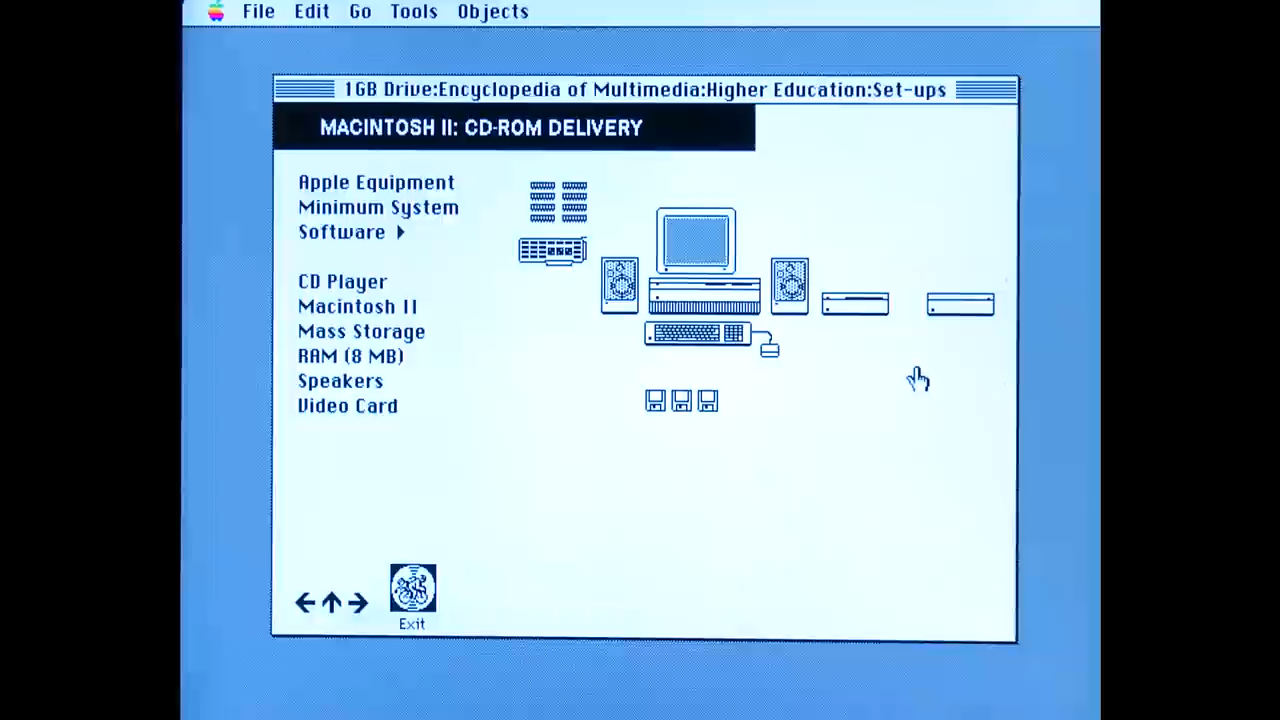 File Edit Go Tools Objects
1GB Drive:Encyclopedia of Multimedia:Higher Education:Set-ups
MACINTOSH II: CD-ROM DELIVERY
Apple Equipment
Minimum System
Software
CD Player
Macintosh II
Mass Storage
RAM (8 MB)
Speakers
Video Card
Exit